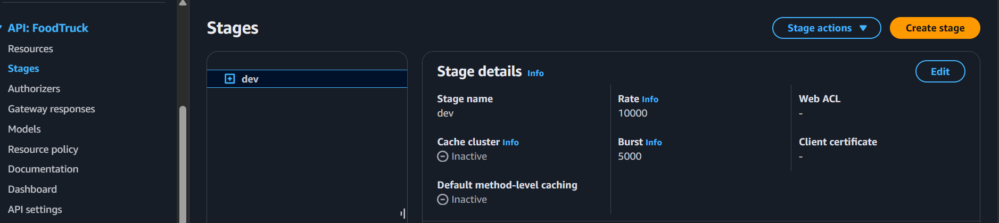 API: FoodTruck
Resources
Stages
Authorizers
Gateway responses
Models
Resource policy
Documentation
Dashboard
API settings
Stages
Stage actions
Create stage
dev
Stage details Info
Edit
Stage name
dev
Rate Info
10000
Web ACL
-
Cache cluster Info
Inactive
Burst Info
5000
Client certificate
-
Default method-level caching
Inactive